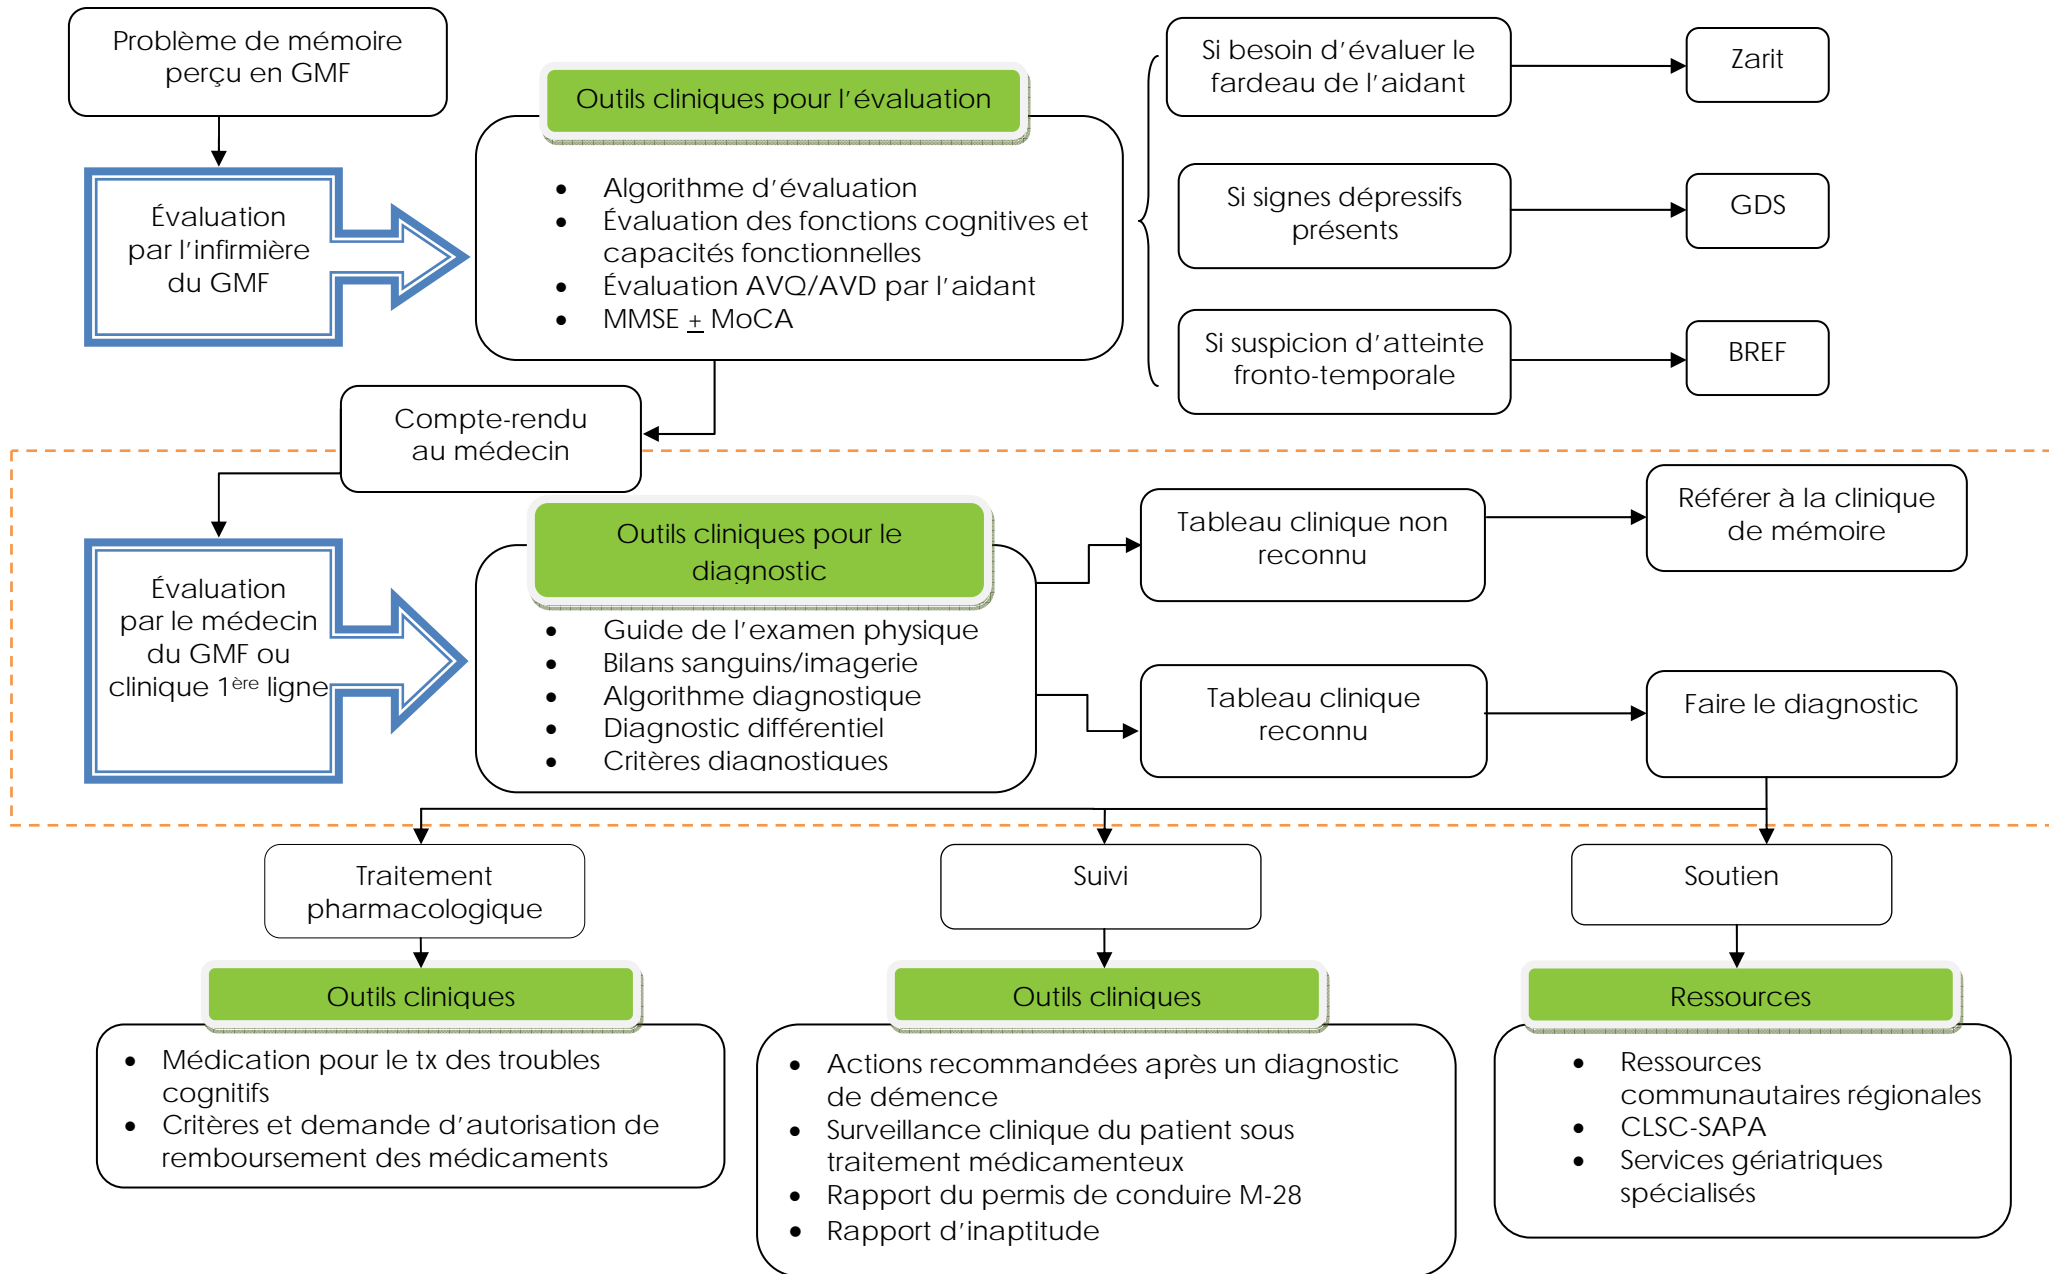 Problème de mémoire
perçu en GMF
Outils cliniques pour l'évaluation
Si besoin d'évaluer le
fardeau de l'aidant
Zarit
Évaluation
par l'infirmière
du GMF
• Algorithme d'évaluation
• Évaluation des fonctions cognitives et
capacités fonctionnelles
• Évaluation AVQ/AVD par l'aidant
• MMSE ± MoCA
Si signes dépressifs
présents
GDS
Si suspicion d'atteinte
fronto-temporale
BREF
Compte-rendu
au médecin
Évaluation
par le médecin
du GMF ou
clinique 1ère ligne
Outils cliniques pour le
diagnostic
• Guide de l'examen physique
• Bilans sanguins/imagerie
• Algorithme diagnostique
• Diagnostic différentiel
• Critères diagnostiques
Tableau clinique non
reconnu
Référer à la clinique
de mémoire
Tableau clinique
reconnu
Faire le diagnostic
Traitement
pharmacologique
Outils cliniques
• Médication pour le tx des troubles
cognitifs
• Critères et demande d'autorisation de
remboursement des médicaments
Suivi
Outils cliniques
• Actions recommandées après un diagnostic
de démence
• Surveillance clinique du patient sous
traitement médicamenteux
• Rapport du permis de conduire M-28
• Rapport d'inaptitude
Soutien
Ressources
• Ressources
communautaires régionales
• CLSC-SAPA
• Services gériatriques
spécialisés